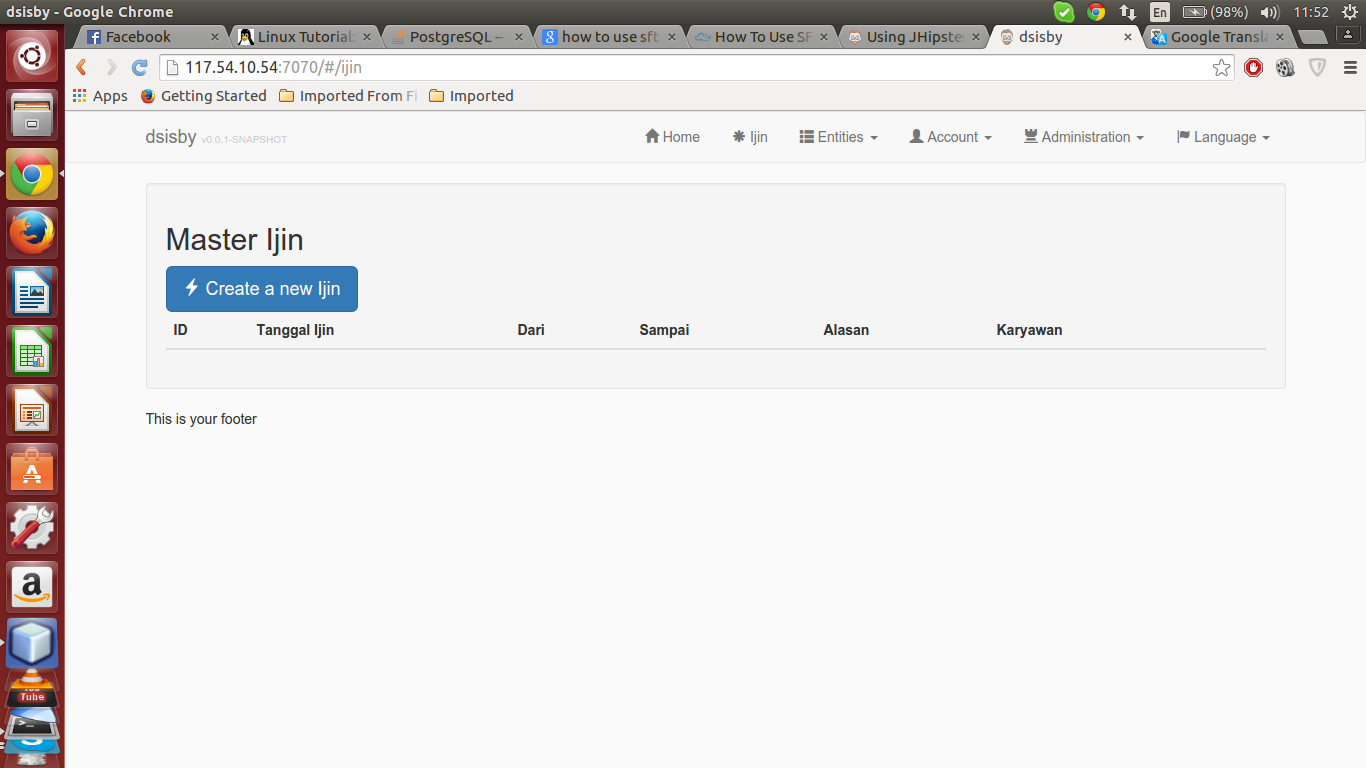 dsisby - Google Chrome En (98%) 11:52
Facebook Linux Tutorial: PostgreSQL – how to use sft How To Use SF Using JHipste dsisby Google Transla
117.54.10.54:7070/#/ijin
Apps Getting Started Imported From Fi Imported
dsisby v0.0.1-SNAPSHOT Home Ijin Entities Account Administration Language
Master Ijin
Create a new Ijin
ID Tanggal Ijin Dari Sampai Alasan Karyawan
This is your footer
a
You
Tube